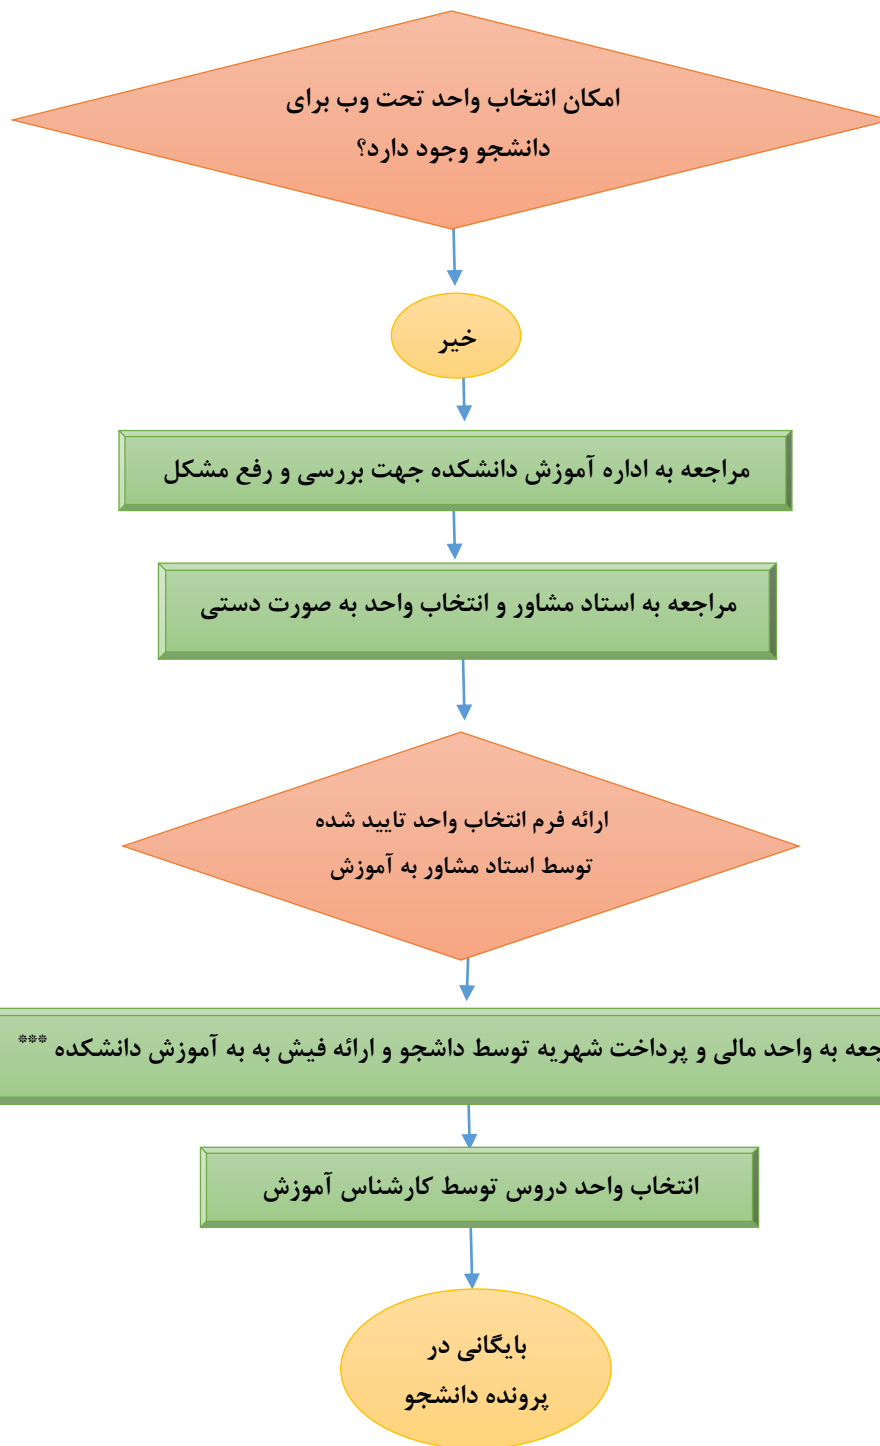 امکان انتخاب واحد تحت وب برای
دانشجو وجود دارد؟
خیر
مراجعه به اداره آموزش دانشکده جهت بررسی و رفع مشکل
مراجعه به استاد مشاور و انتخاب واحد به صورت دستی
ارائه فرم انتخاب واحد تایید شده
توسط استاد مشاور به آموزش
جعه به واحد مالی و پرداخت شهریه توسط داشجو و ارائه فیش به به آموزش دانشکده ***
انتخاب واحد دروس توسط کارشناس آموزش
بایگانی در
پرونده دانشجو